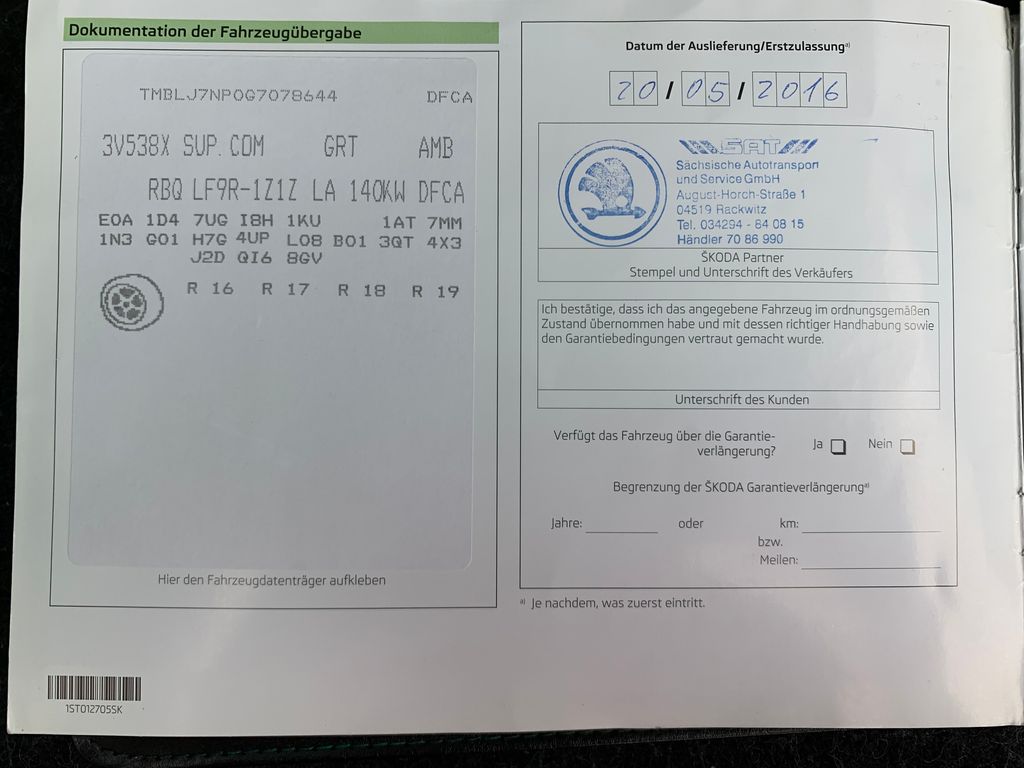 Dokumentation der Fahrzeugübergabe
TMBLJ7NP0G7078644 DFCA
3V538X SUP. COM GRT AMB
RBQ LF9R-1Z1Z LA 140KW DFCA
E0A 1D4 7UG I8H 1KU 1AT 7MM
1N3 G01 H7G 4UP L08 B01 3QT 4X3
J2D QI6 8GV
R 16 R 17 R 18 R 19
Hier den Fahrzeugdatenträger aufkleben
1ST012705SK
Datum der Auslieferung/Erstzulassung a)
20/05/2016
SAT
Sächsische Autotransport
und Service GmbH
August-Horch-Straße 1
04519 Rackwitz
Tel. 034294 - 84 08 15
Händler 70 86 990
ŠKODA Partner
Stempel und Unterschrift des Verkäufers
Ich bestätige, dass ich das angegebene Fahrzeug im ordnungsgemäßen
Zustand übernommen habe und mit dessen richtiger Handhabung sowie
den Garantiebedingungen vertraut gemacht wurde.
Unterschrift des Kunden
Verfügt das Fahrzeug über die Garantie-
verlängerung? Ja Nein
Begrenzung der ŠKODA Garantieverlängerung a)
Jahre: oder km:
bzw.
Meilen:
a) Je nachdem, was zuerst eintritt.